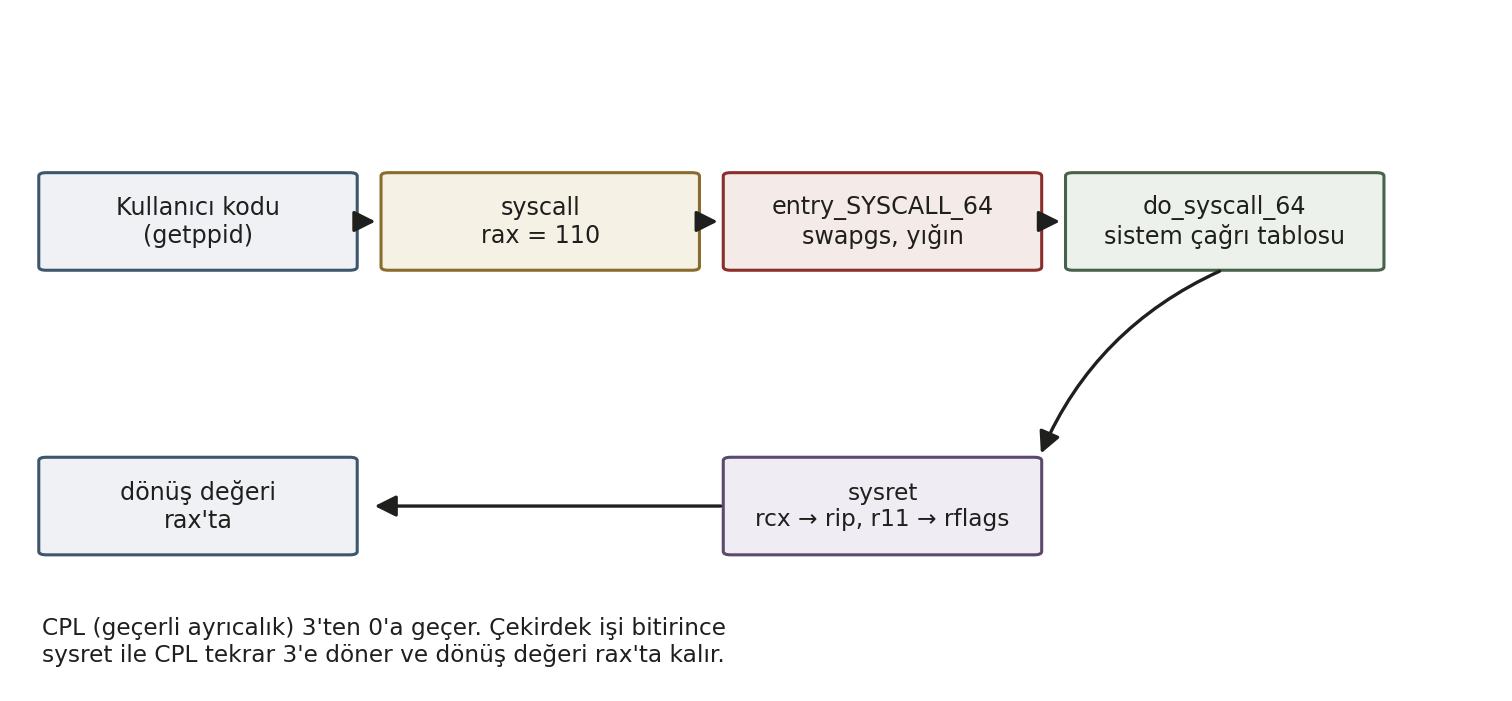 Kullanıcı kodu
(getppid)
syscall
rax = 110
entry_SYSCALL_64
swapgs, yığın
do_syscall_64
sistem çağrı tablosu
dönüş değeri
rax'ta
sysret
rcx → rip, r11 → rflags
CPL (geçerli ayrıcalık) 3'ten 0'a geçer. Çekirdek işi bitirince
sysret ile CPL tekrar 3'e döner ve dönüş değeri rax'ta kalır.